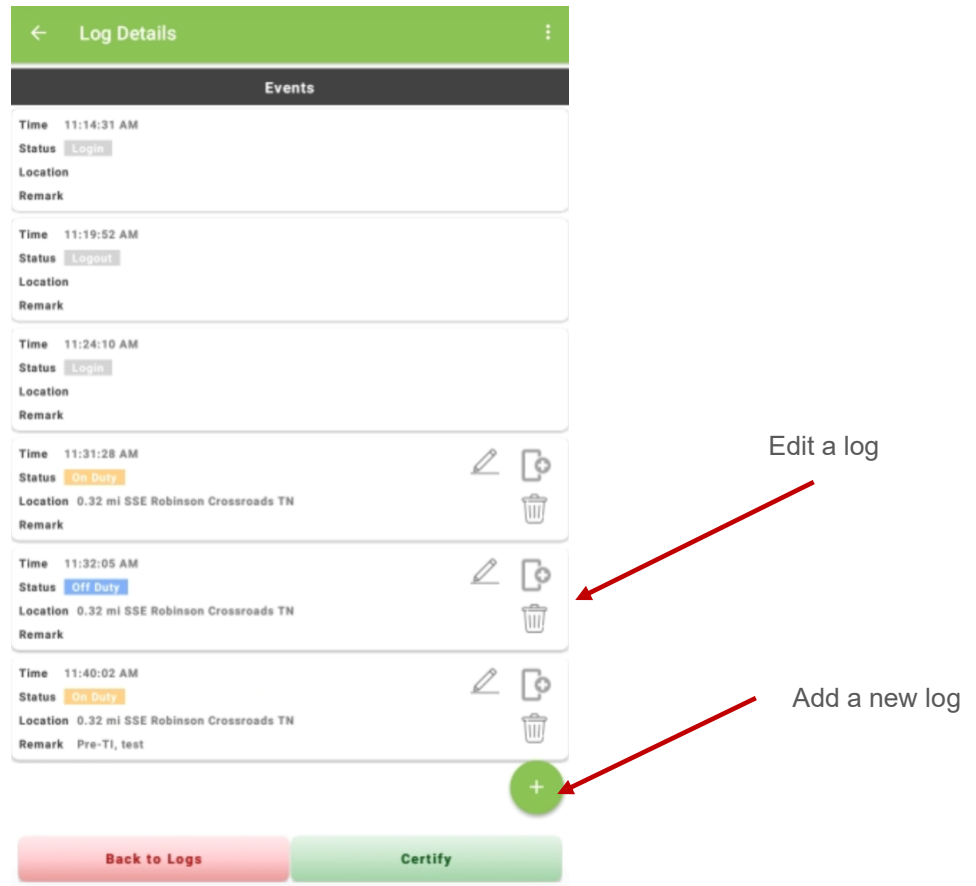 Log Details
Events
Time 11:14:31 AM
Status Login
Location
Remark
Time 11:19:52 AM
Status Logout
Location
Remark
Time 11:24:10 AM
Status Login
Location
Remark
Time 11:31:28 AM
Status On Duty
Location 0.32 mi SSE Robinson Crossroads TN
Remark
Edit a log
Time 11:32:05 AM
Status Off Duty
Location 0.32 mi SSE Robinson Crossroads TN
Remark
Time 11:40:02 AM
Status On Duty
Location 0.32 mi SSE Robinson Crossroads TN
Remark Pre-TI, test
Add a new log
Back to Logs
Certify